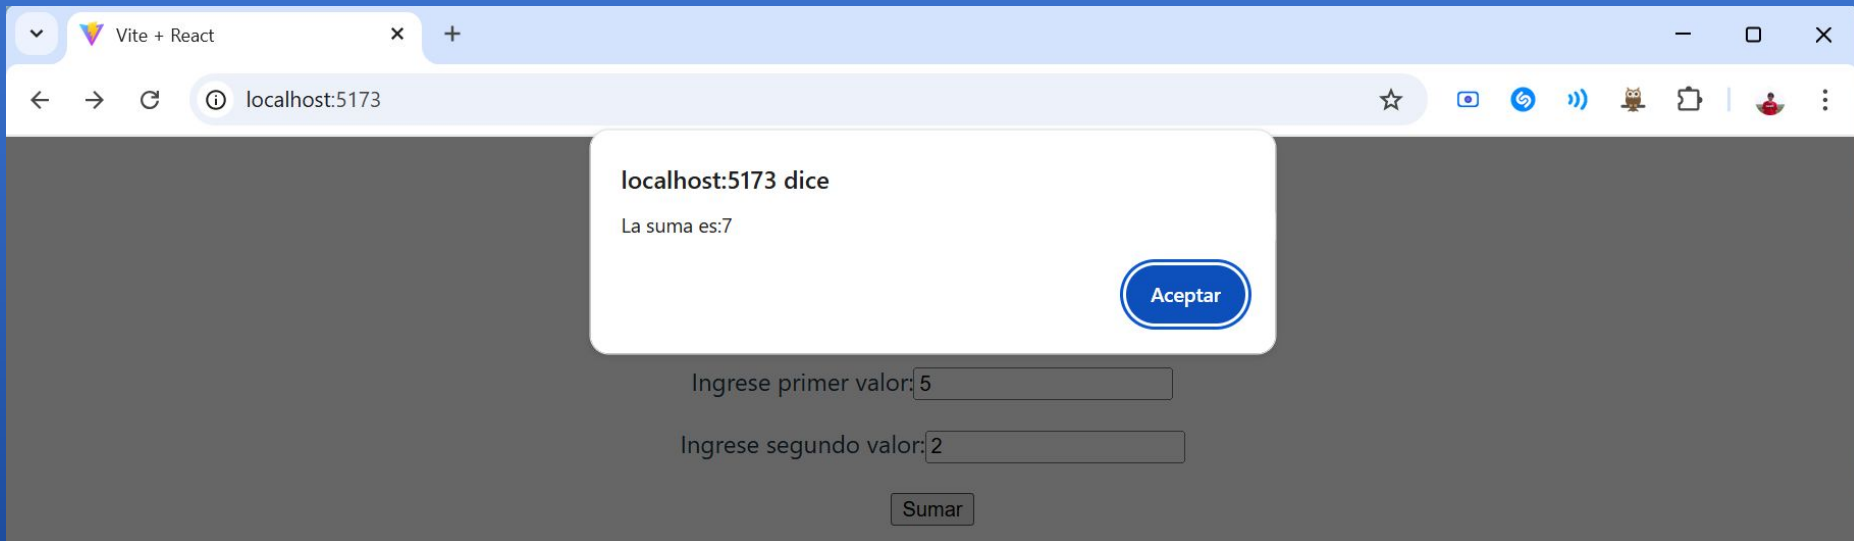 Vite + React
localhost:5173
localhost:5173 dice
La suma es:7
Aceptar
Ingrese primer valor:5
Ingrese segundo valor:2
Sumar